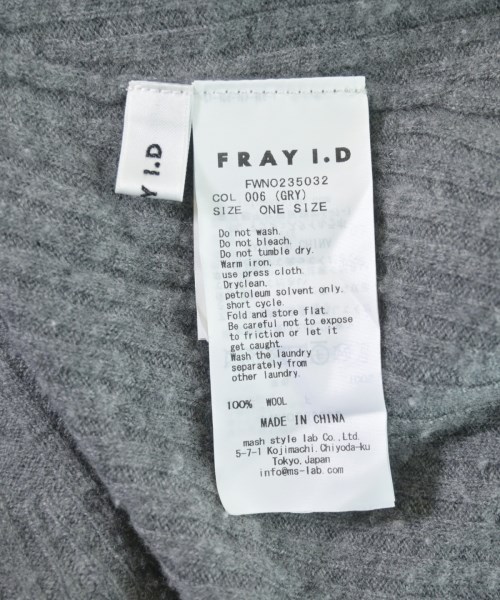 Y I.D
FRAY I.D
FWNO235032
COL 006 (GRY)
SIZE ONE SIZE
Do not wash.
Do not bleach.
Do not tumble dry.
Warm iron,
use press cloth.
Dryclean,
petroleum solvent only,
short cycle.
Fold and store flat.
Be careful not to expose
to friction or let it
get caught.
Wash the laundry
separately from
other laundry.
100% WOOL
MADE IN CHINA
mash style lab Co.,Ltd.
5-7-1 Kojimachi,Chiyoda-ku
Tokyo,Japan
info@ms-lab.com